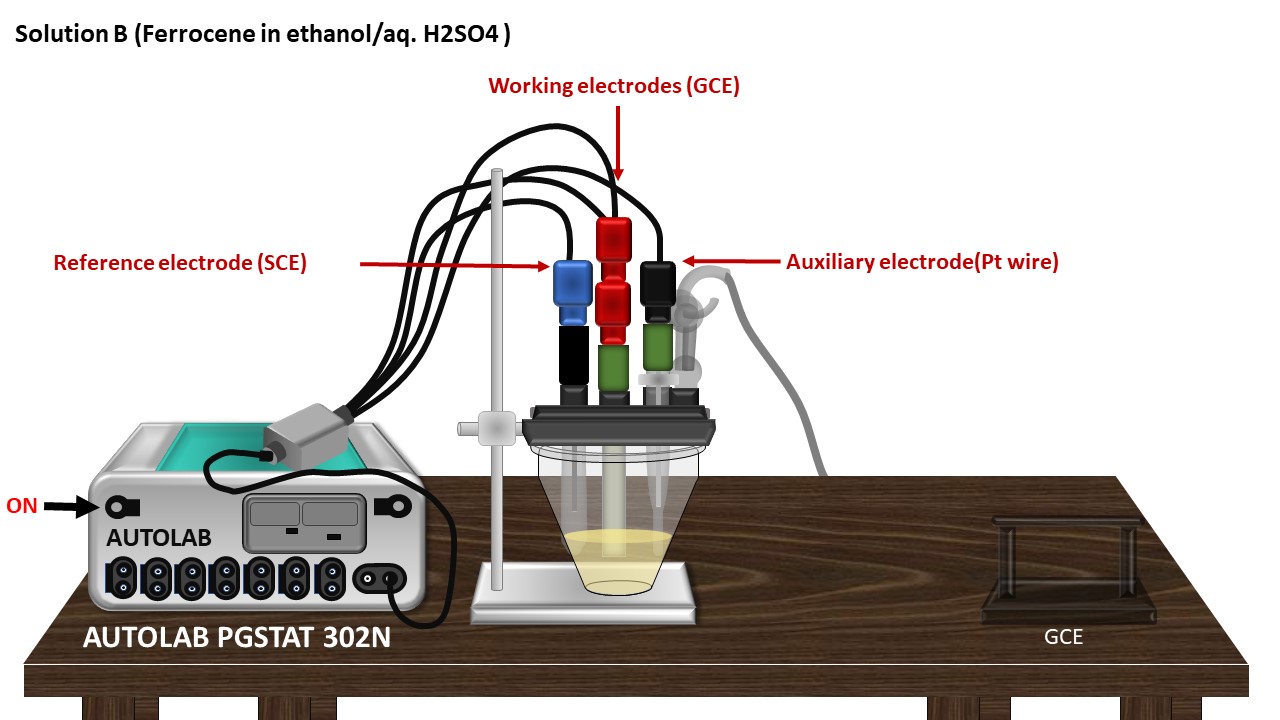 Solution B (Ferrocene in ethanol/aq. H2SO4 )
Working electrodes (GCE)
Reference electrode (SCE)
Auxiliary electrode(Pt wire)
ON
AUTOLAB
AUTOLAB PGSTAT 302N
GCE